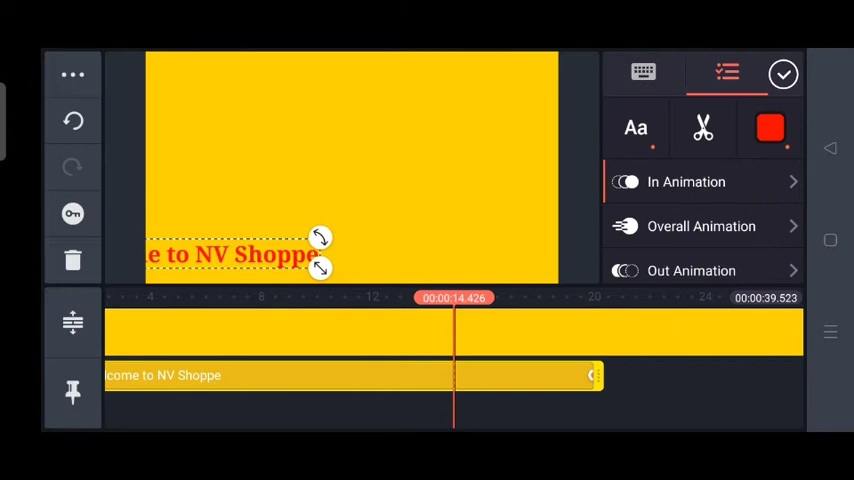 Aa
In Animation
e to NV Shoppe
Overall Animation
Out Animation
4 8 12 00:00:14.426 20 24 00:00:39.523
lcome to NV Shoppe